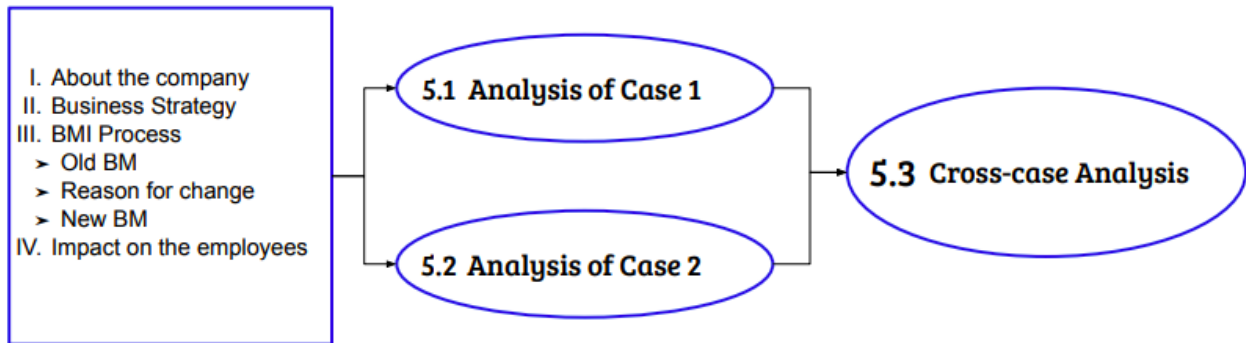 I. About the company
II. Business Strategy
III. BMI Process
➢ Old BM
➢ Reason for change
➢ New BM
IV. Impact on the employees
5.1 Analysis of Case 1
5.2 Analysis of Case 2
5.3 Cross-case Analysis